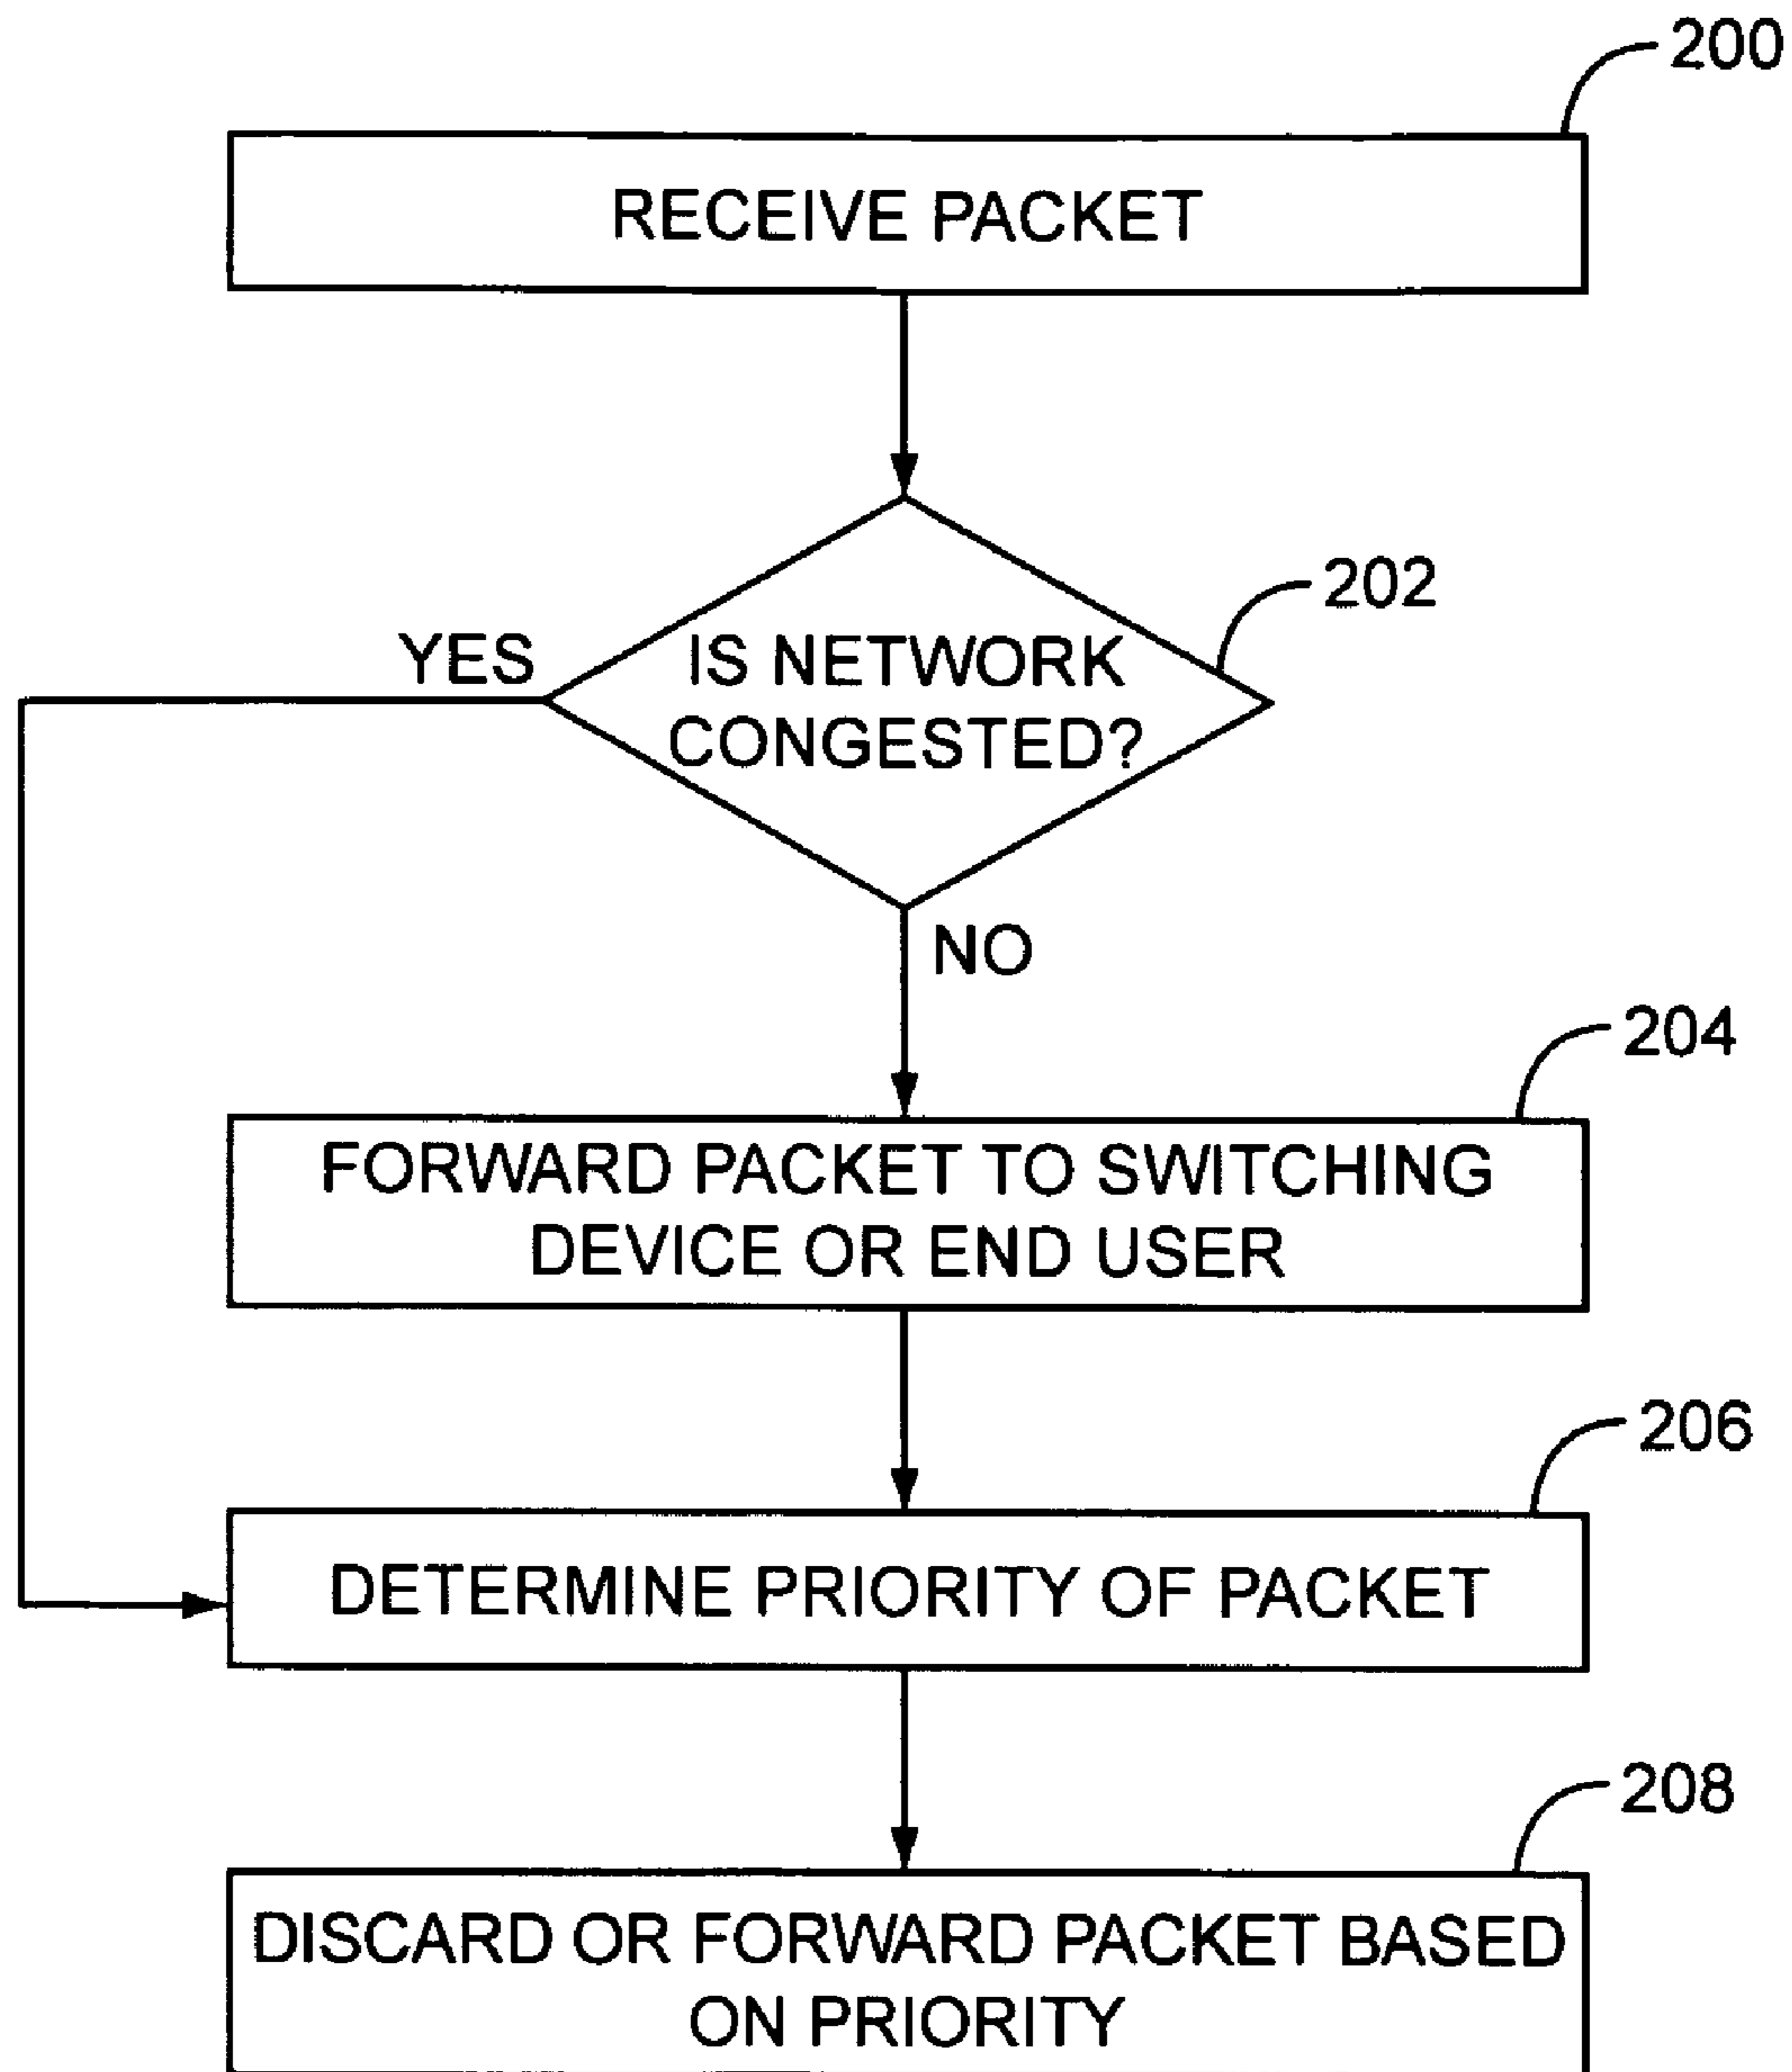 200
RECEIVE PACKET
202
YES
IS NETWORK
CONGESTED?
NO
204
FORWARD PACKET TO SWITCHING
DEVICE OR END USER
206
DETERMINE PRIORITY OF PACKET
208
DISCARD OR FORWARD PACKET BASED
ON PRIORITY